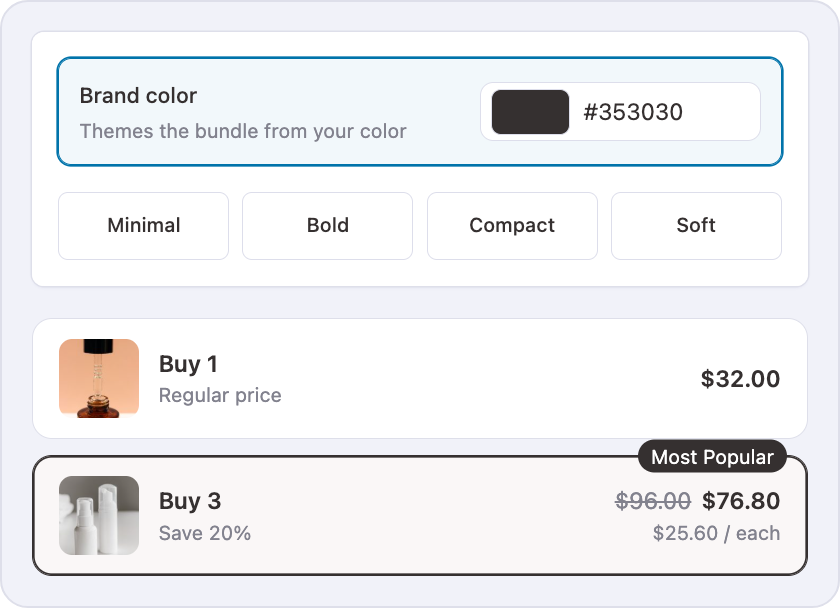 Brand color
Themes the bundle from your color
#353030
Minimal
Bold
Compact
Soft
Buy 1
Regular price
$32.00
Most Popular
Buy 3
Save 20%
$96.00 $76.80
$25.60 / each